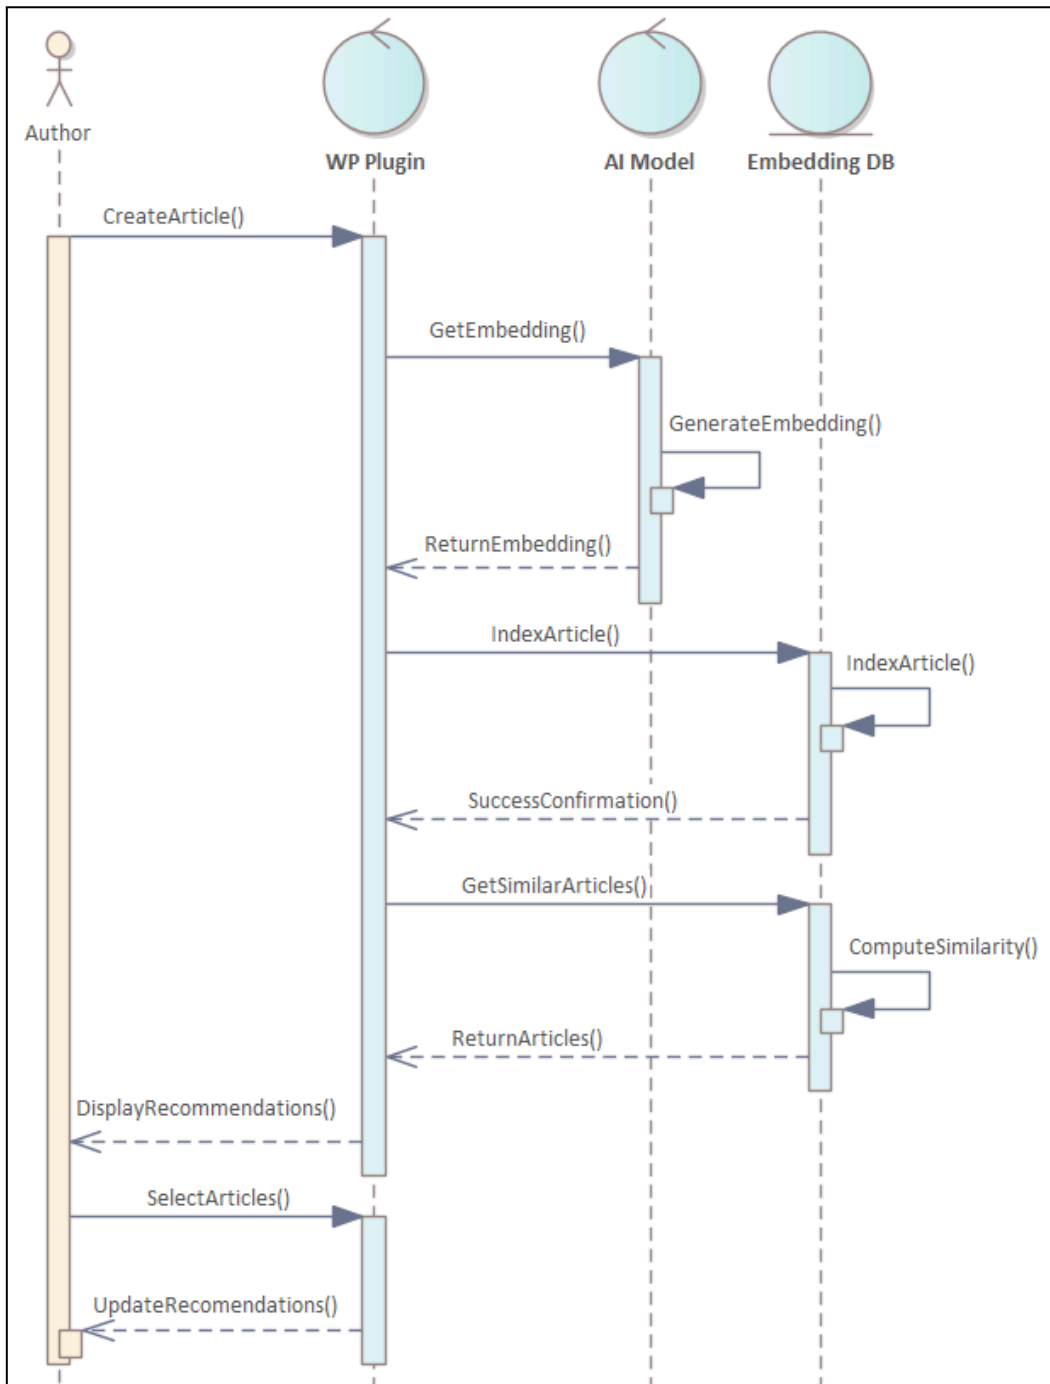 Author
WP Plugin
AI Model
Embedding DB
CreateArticle()
GetEmbedding()
GenerateEmbedding()
ReturnEmbedding()
IndexArticle()
IndexArticle()
SuccessConfirmation()
GetSimilarArticles()
ComputeSimilarity()
ReturnArticles()
DisplayRecommendations()
SelectArticles()
UpdateRecomendations()